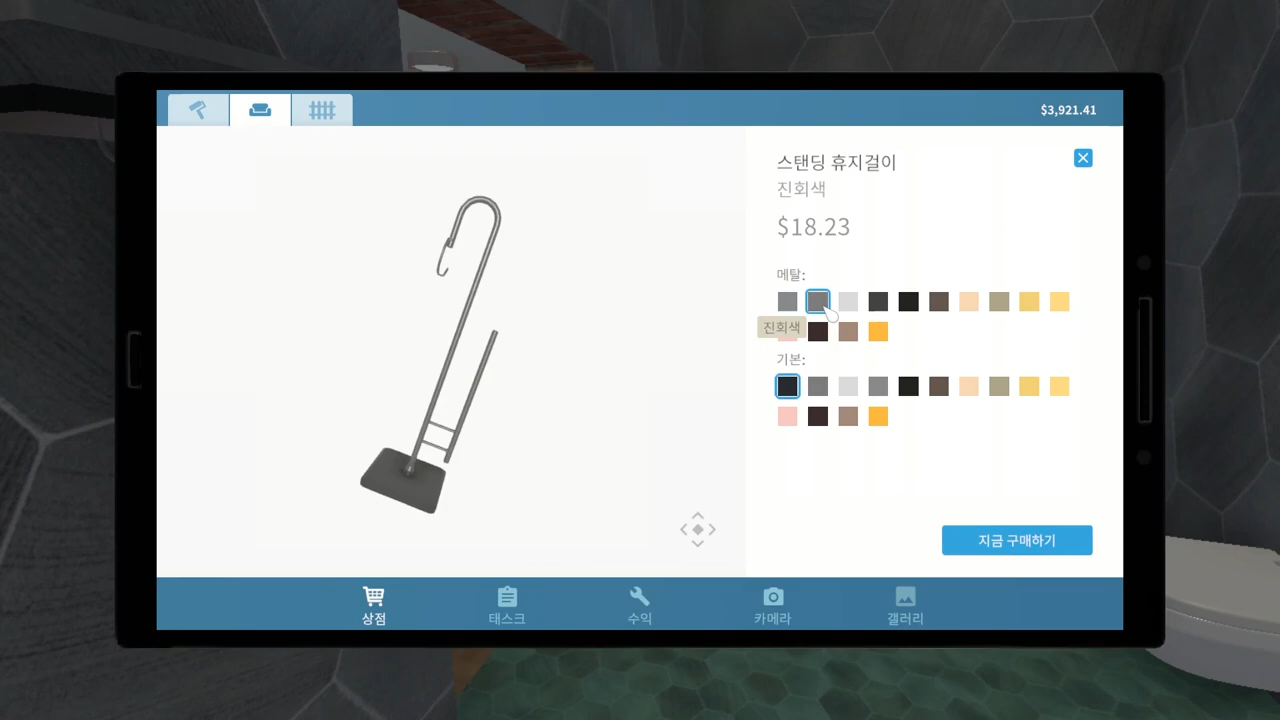 $3,921.41
스탠딩 휴지걸이
진회색
$18.23
메탈:
진회색
기본:
지금 구매하기
상점
테스크
수익
카메라
갤러리